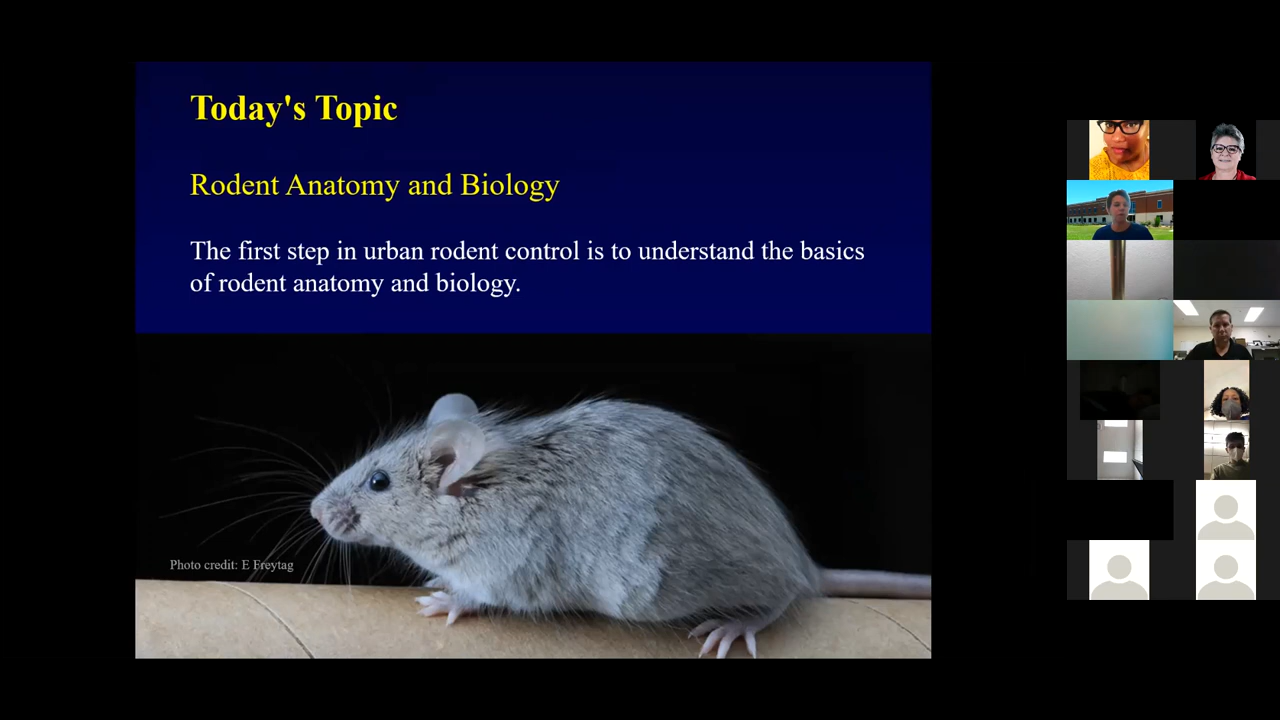 Today's Topic
Rodent Anatomy and Biology
The first step in urban rodent control is to understand the basics
of rodent anatomy and biology.
Photo credit: E Freytag